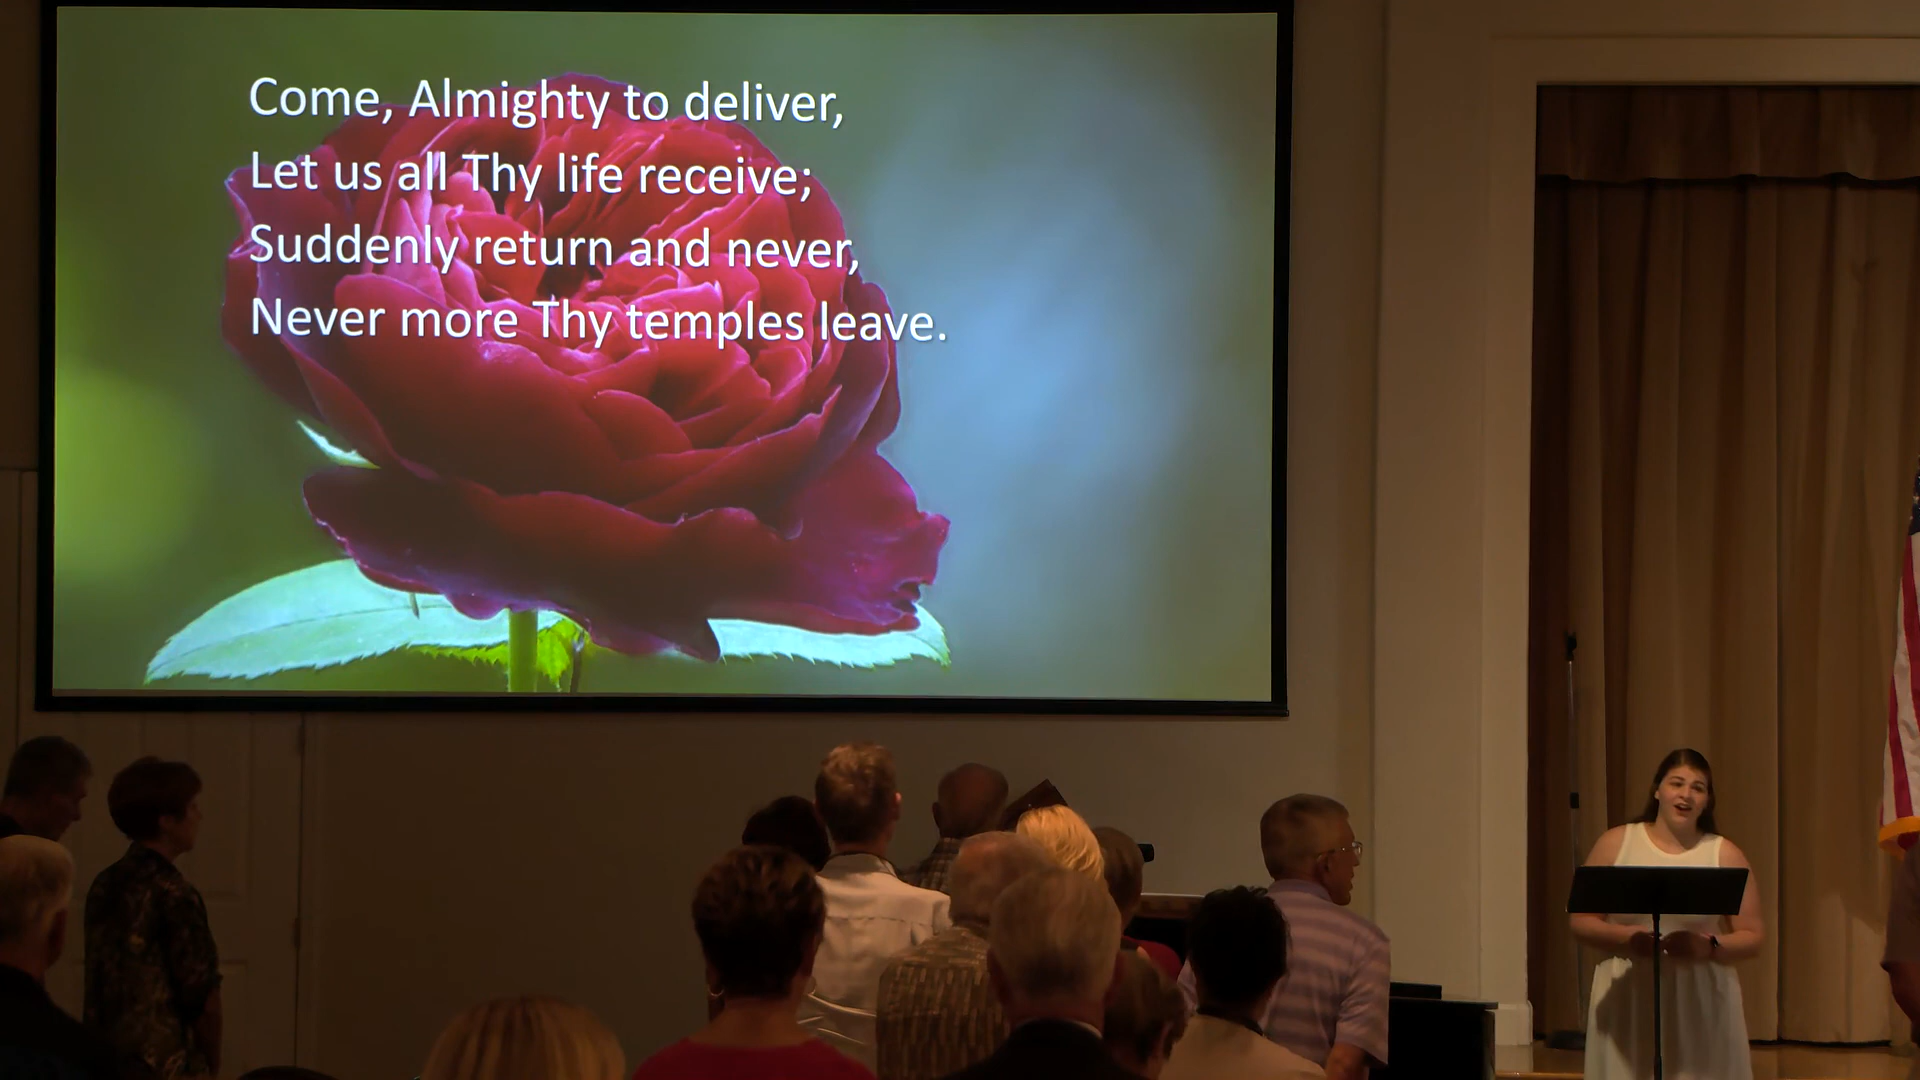 Come, Almighty to deliver,
Let us all Thy life receive;
Suddenly return and never,
Never more Thy temples leave.